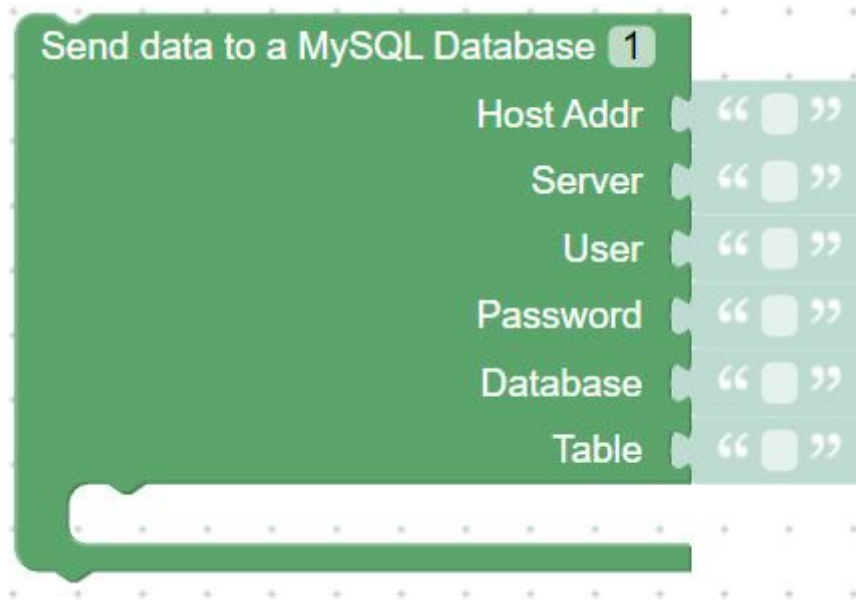 Send data to a MySQL Database 1
Host Addr “ ”
Server “ ”
User “ ”
Password “ ”
Database “ ”
Table “ ”